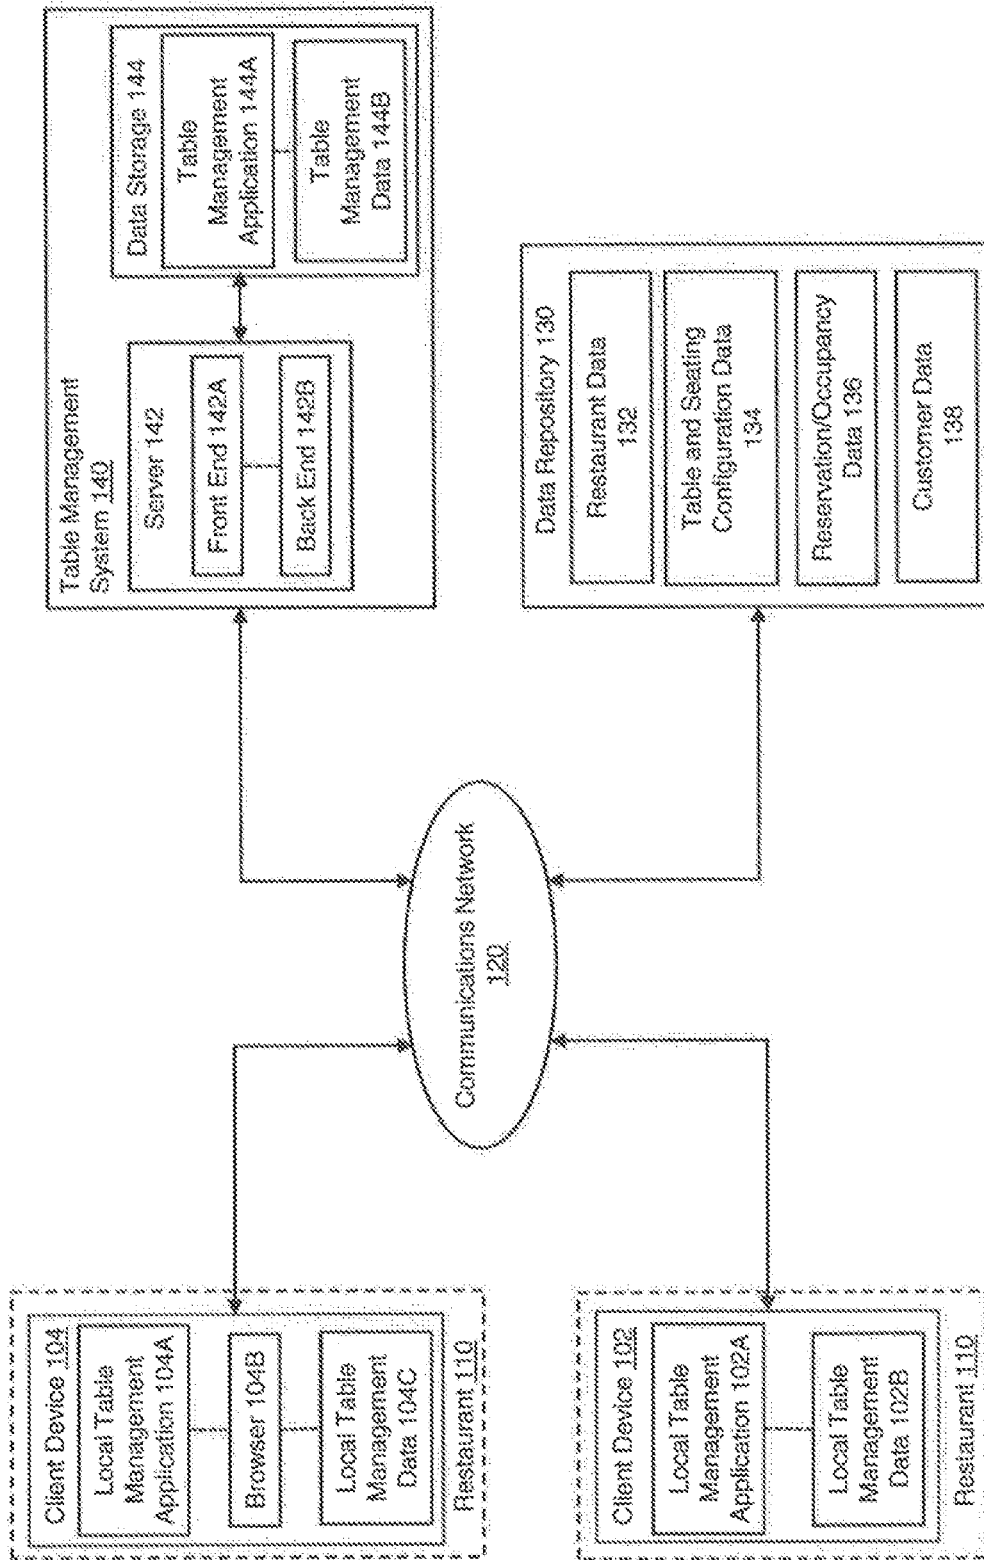 Client Device 104
Local Table
Management
Application 104A
Browser 104B
Local Table
Management
Data 104C
Restaurant 110
Client Device 102
Local Table
Management
Application 102A
Local Table
Management
Data 102B
Restaurant 110
Communications Network
120
Table Management
System 140
Server 142
Front End 142A
Back End 142B
Data Storage 144
Table
Management
Application 144A
Table
Management
Data 144B
Data Repository 130
Restaurant Data
132
Table and Seating
Configuration Data
134
Reservation/Occupancy
Data 136
Customer Data
138